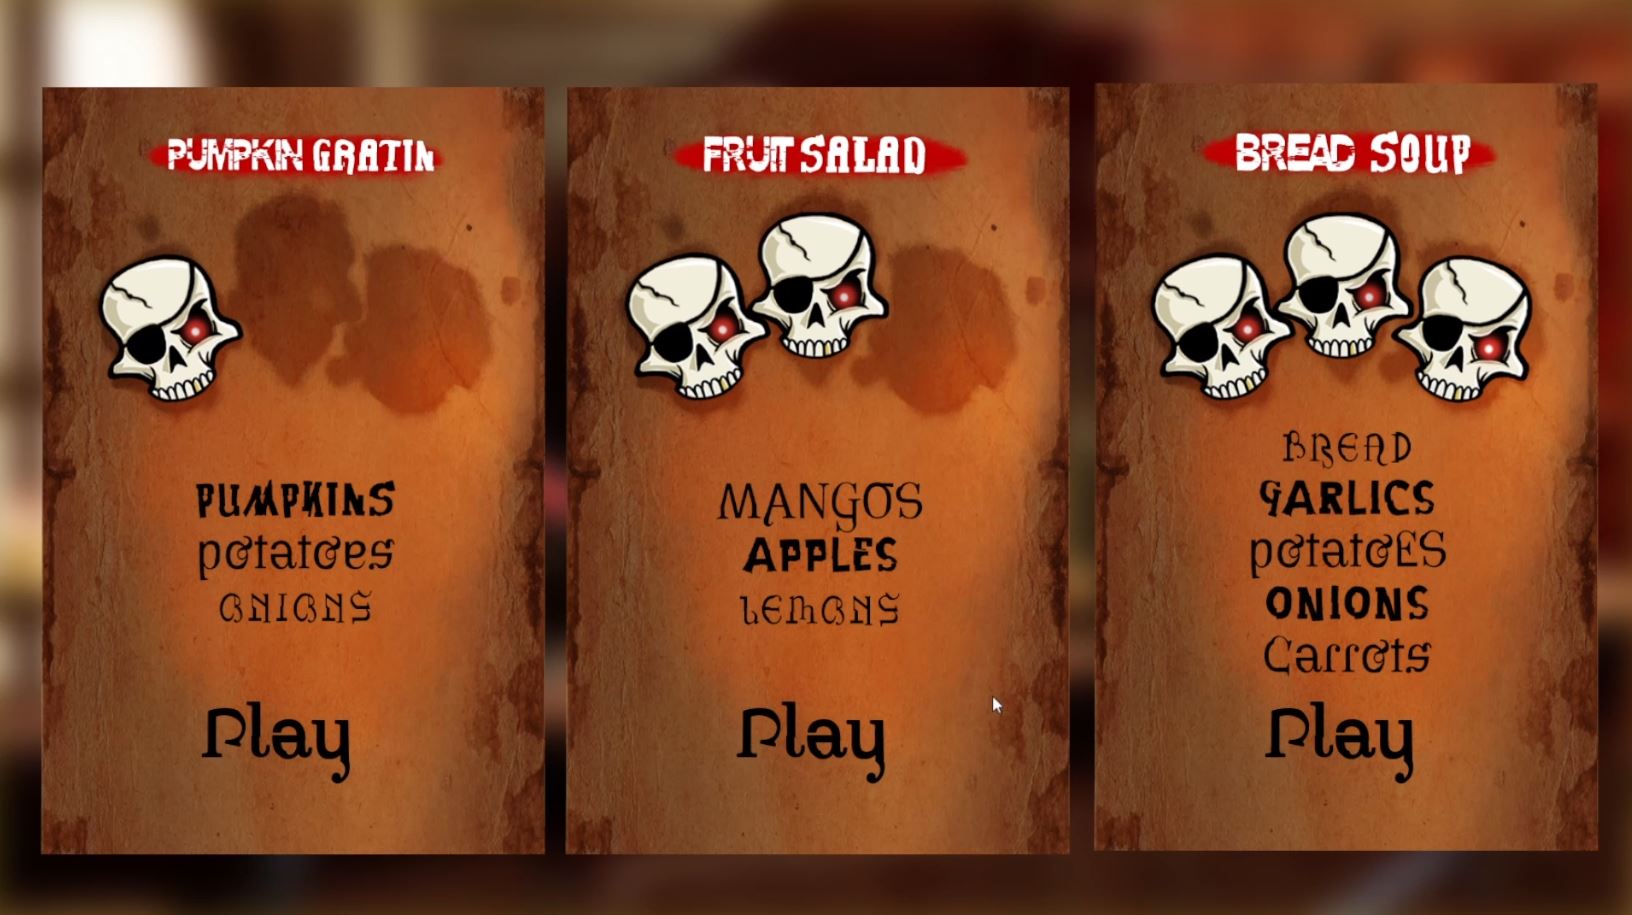 PUMPKIN GRATIN
PUMPKINS
potatoes
ONIONS
Play
FRUIT SALAD
MANGOS
APPLES
LEMONS
Play
BREAD SOUP
BREAD
GARLICS
potatoES
ONIONS
Carrots
Play